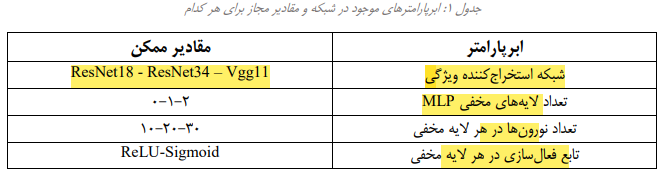 جدول ۱: ابرپارامترهای موجود در شبکه و مقادیر مجاز برای هر کدام
ابرپارامتر	مقادیر ممکن
شبکه استخراج‌کننده ویژگی	ResNet18 - ResNet34 – Vgg11
تعداد لایه‌های مخفی MLP	۰-۱-۲
تعداد نورون‌ها در هر لایه مخفی	۱۰-۲۰-۳۰
تابع فعال‌سازی در هر لایه مخفی	ReLU-Sigmoid